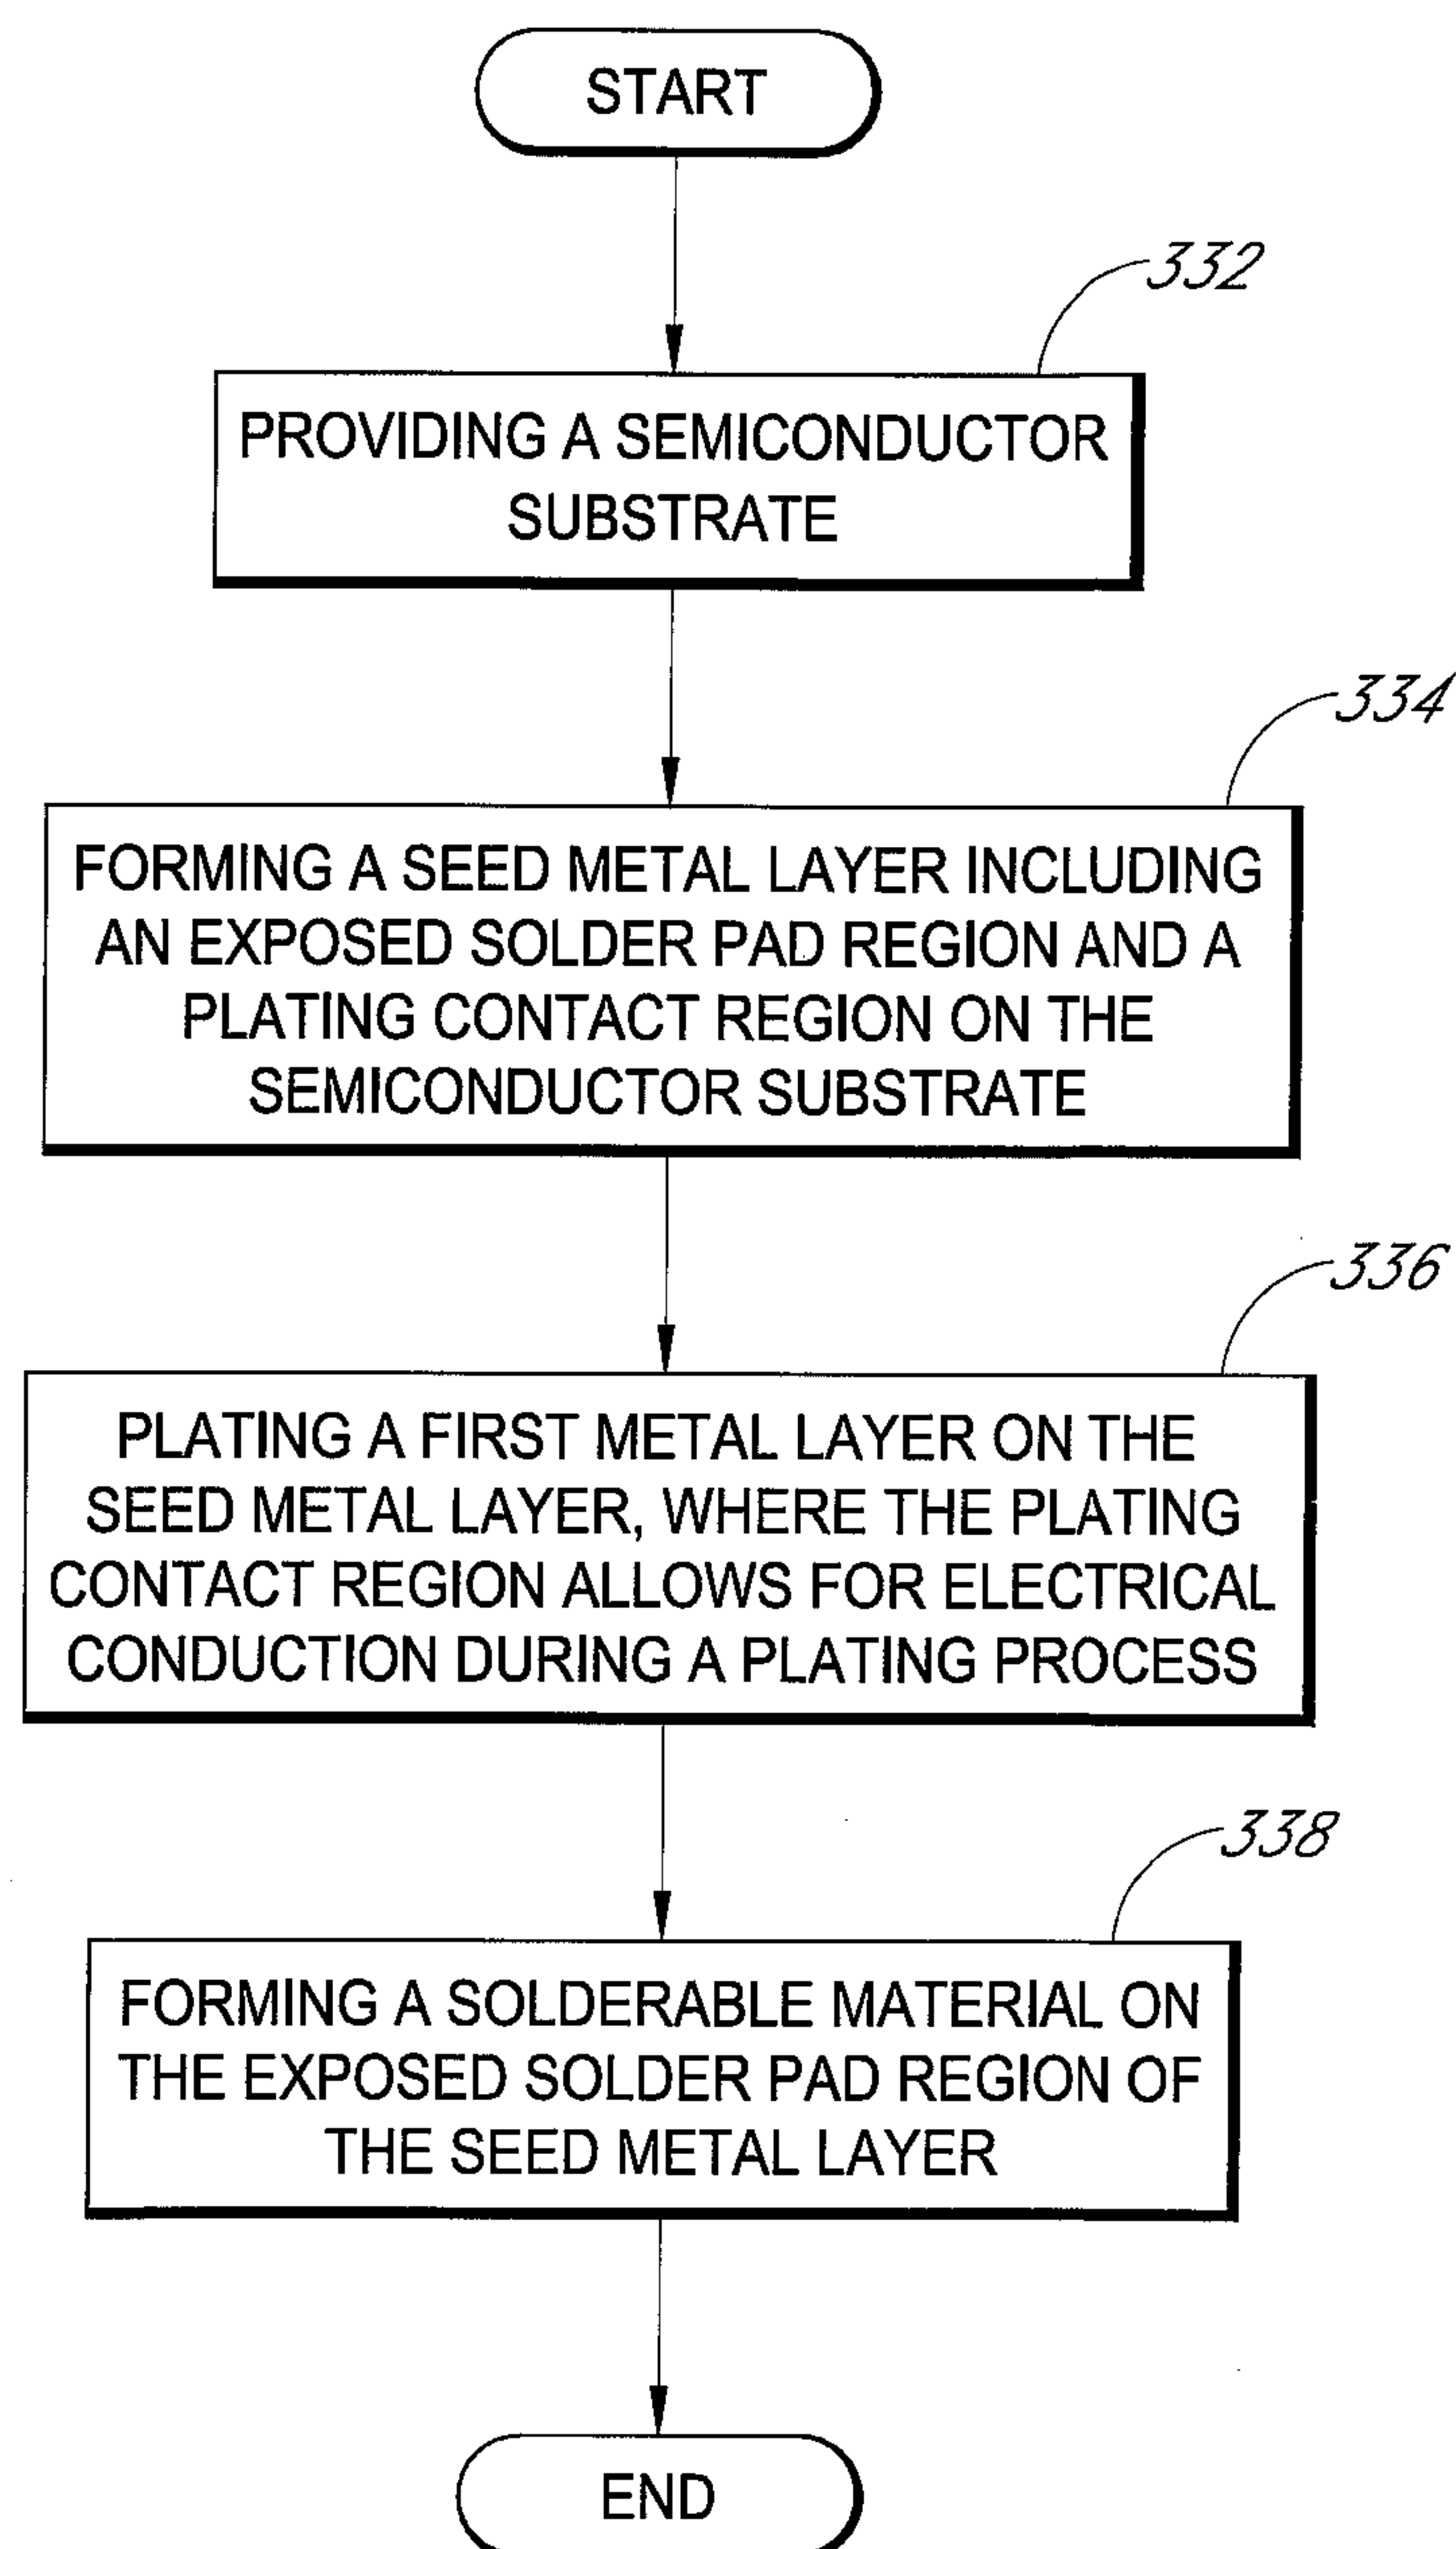 START
332
PROVIDING A SEMICONDUCTOR
SUBSTRATE
334
FORMING A SEED METAL LAYER INCLUDING
AN EXPOSED SOLDER PAD REGION AND A
PLATING CONTACT REGION ON THE
SEMICONDUCTOR SUBSTRATE
336
PLATING A FIRST METAL LAYER ON THE
SEED METAL LAYER, WHERE THE PLATING
CONTACT REGION ALLOWS FOR ELECTRICAL
CONDUCTION DURING A PLATING PROCESS
338
FORMING A SOLDERABLE MATERIAL ON
THE EXPOSED SOLDER PAD REGION OF
THE SEED METAL LAYER
END